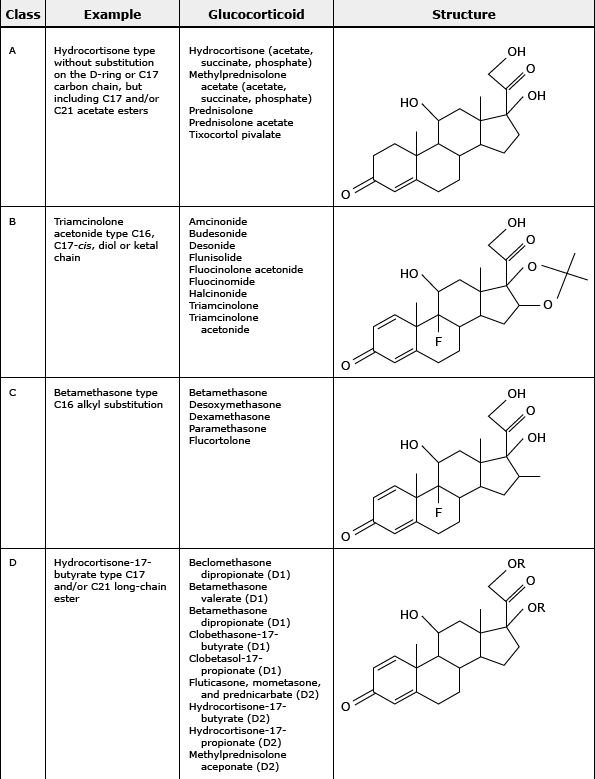 Class Example Glucocorticoid Structure
A
Hydrocortisone type
without substitution
on the D-ring or C17
carbon chain, but
including C17 and/or
C21 acetate esters
Hydrocortisone (acetate,
succinate, phosphate)
Methylprednisolone
acetate (acetate,
succinate, phosphate)
Prednisolone
Prednisolone acetate
Tixocortol pivalate
OH
O
OH
HO
O
B
Triamcinolone
acetonide type C16,
C17-cis, diol or ketal
chain
Amcinonide
Budesonide
Desonide
Flunisolide
Fluocinolone acetonide
Fluocinomide
Halcinonide
Triamcinolone
Triamcinolone
acetonide
OH
O
O
HO
O
F
O
C
Betamethasone type
C16 alkyl substitution
Betamethasone
Desoxymethasone
Dexamethasone
Paramethasone
Flucortolone
OH
O
OH
HO
F
O
D
Hydrocortisone-17-
butyrate type C17
and/or C21 long-chain
ester
Beclomethasone
dipropionate (D1)
Betamethasone
valerate (D1)
Betamethasone
dipropionate (D1)
Clobethasone-17-
butyrate (D1)
Clobetasol-17-
propionate (D1)
Fluticasone, mometasone,
and prednicarbate (D2)
Hydrocortisone-17-
butyrate (D2)
Hydrocortisone-17-
propionate (D2)
Methylprednisolone
aceponate (D2)
OR
O
OR
HO
O